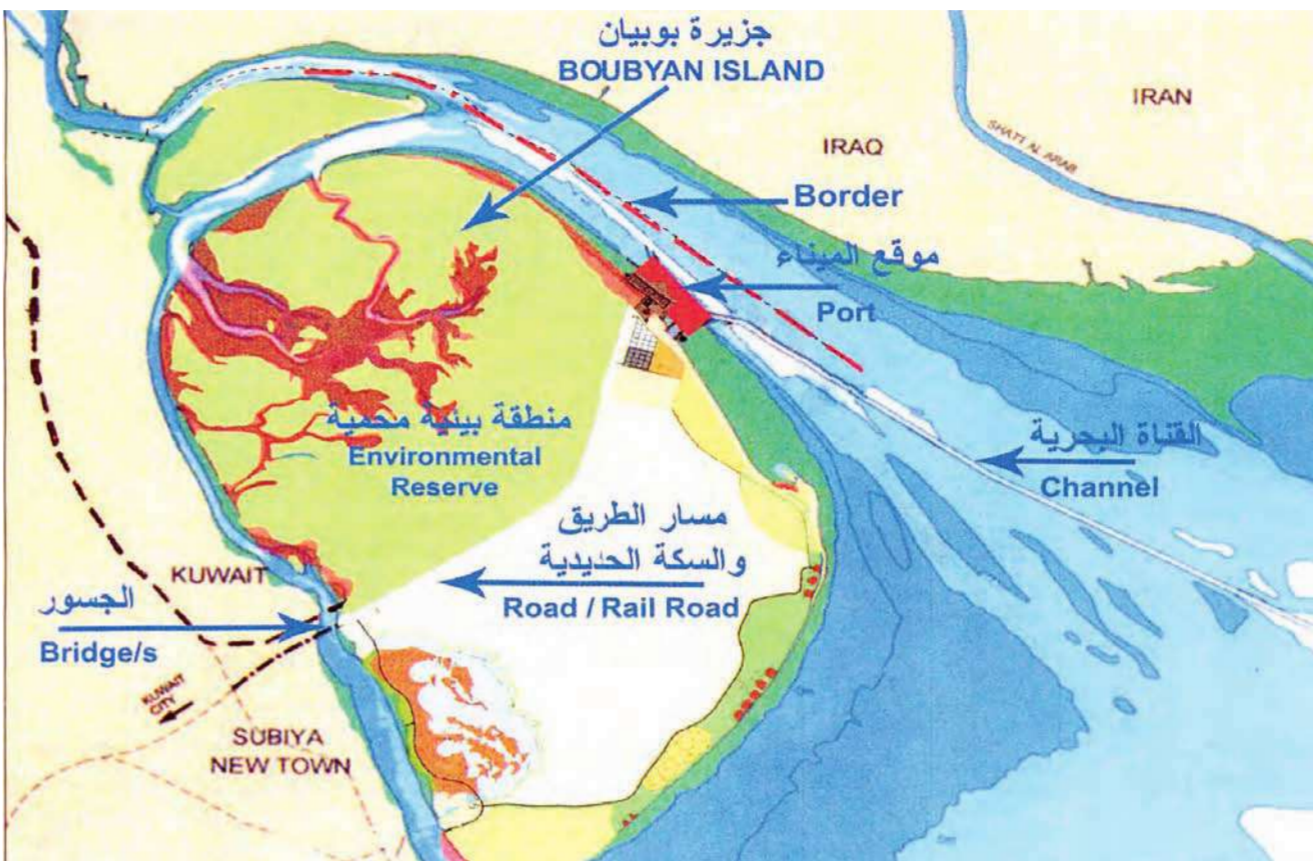 جزيرة بوبيان
BOUBYAN ISLAND
IRAN
SHATT AL ARAB
IRAQ
Border
موقع الميناء
Port
القناة البحرية
Channel
منطقة بيئية محمية
Environmental
Reserve
مسار الطريق
والسكة الحديدية
Road / Rail Road
KUWAIT
الجسور
Bridge/s
KUWAIT
CITY
SUBIYA
NEW TOWN